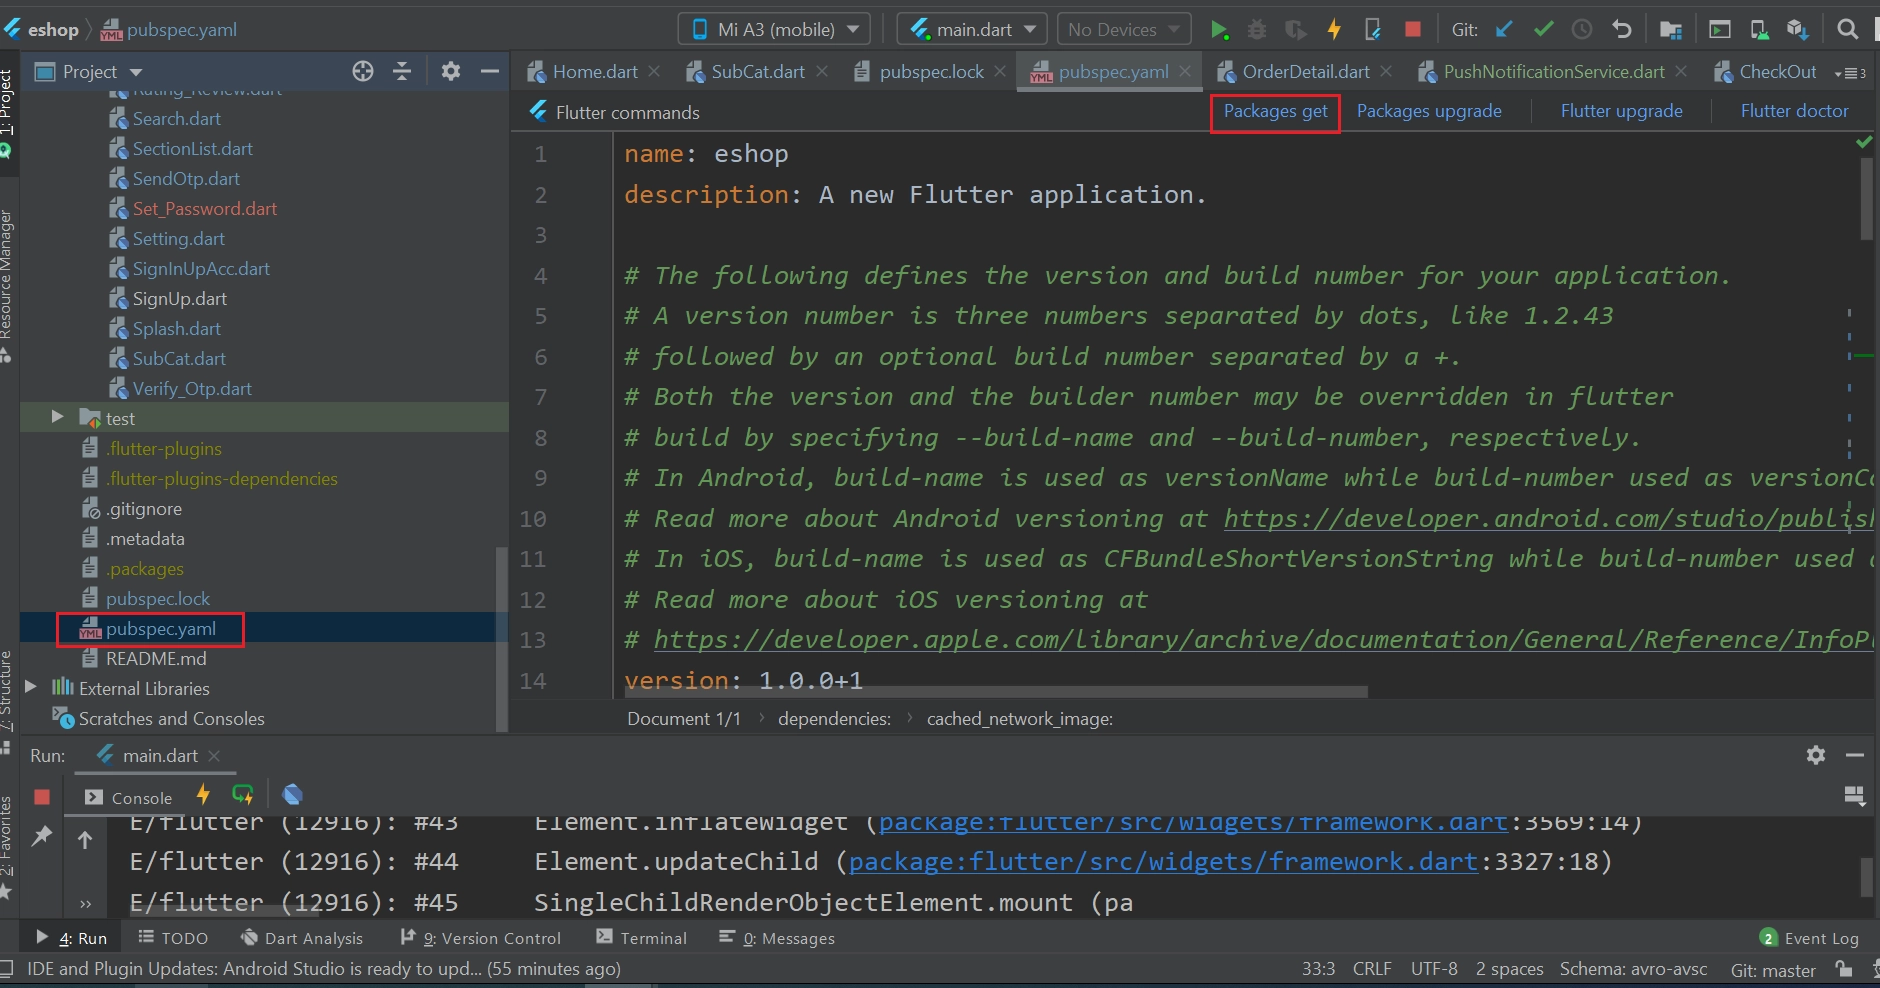 eshop pubspec.yaml Mi A3 (mobile) main.dart No Devices Git:
Project
Home.dart SubCat.dart pubspec.lock pubspec.yaml OrderDetail.dart PushNotificationService.dart CheckOut 3
1: Project
Resource Manager
7: Structure
2: Favorites
Rating_Review.dart
Search.dart
SectionList.dart
SendOtp.dart
Set_Password.dart
Setting.dart
SignInUpAcc.dart
SignUp.dart
Splash.dart
SubCat.dart
Verify_Otp.dart
test
.flutter-plugins
.flutter-plugins-dependencies
.gitignore
.metadata
.packages
pubspec.lock
YML pubspec.yaml
README.md
External Libraries
Scratches and Consoles
Flutter commands Packages get Packages upgrade Flutter upgrade Flutter doctor
1 name: eshop
2 description: A new Flutter application.
3
4 # The following defines the version and build number for your application.
5 # A version number is three numbers separated by dots, like 1.2.43
6 # followed by an optional build number separated by a +.
7 # Both the version and the builder number may be overridden in flutter
8 # build by specifying --build-name and --build-number, respectively.
9 # In Android, build-name is used as versionName while build-number used as versionCo
10 # Read more about Android versioning at https://developer.android.com/studio/publish
11 # In iOS, build-name is used as CFBundleShortVersionString while build-number used
12 # Read more about iOS versioning at
13 # https://developer.apple.com/library/archive/documentation/General/Reference/InfoPl
14 version: 1.0.0+1
Document 1/1 dependencies: cached_network_image:
Run: main.dart
Console
E/flutter (12916): #43 Element.inflateWidget (package:flutter/src/widgets/framework.dart:3569:14)
E/flutter (12916): #44 Element.updateChild (package:flutter/src/widgets/framework.dart:3327:18)
E/flutter (12916): #45 SingleChildRenderObjectElement.mount (pa
4: Run TODO Dart Analysis 9: Version Control Terminal 0: Messages 2 Event Log
IDE and Plugin Updates: Android Studio is ready to upd... (55 minutes ago) 33:3 CRLF UTF-8 2 spaces Schema: avro-avsc Git: master